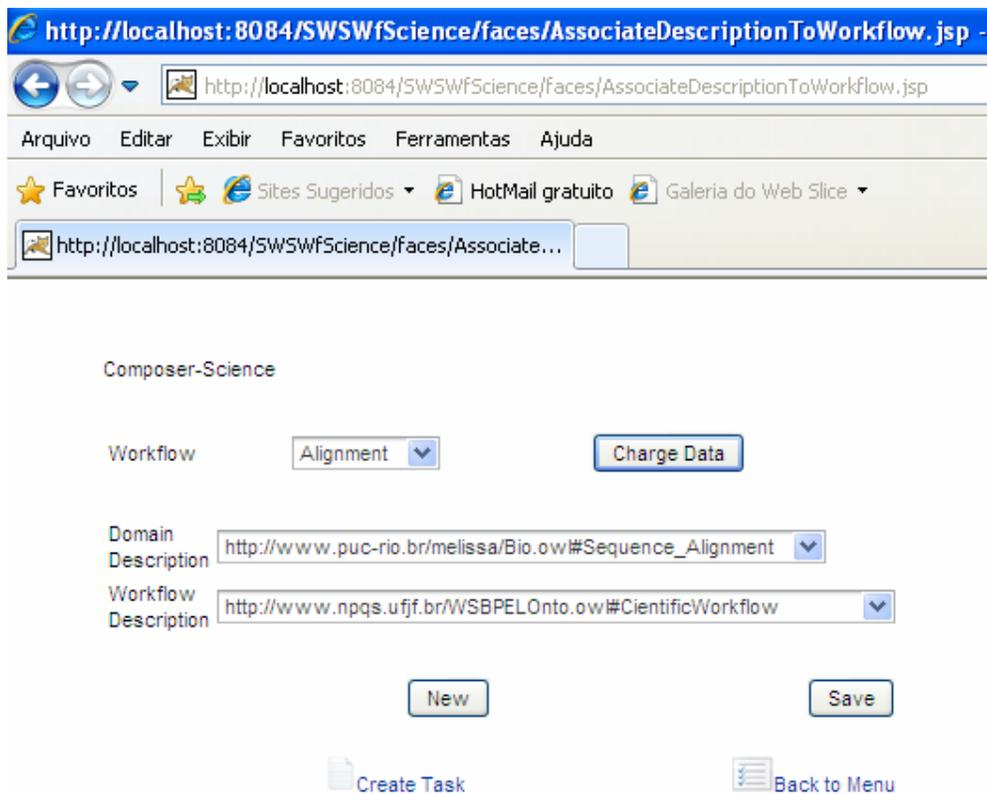 http://localhost:8084/SWSWfScience/faces/AssociateDescriptionToWorkflow.jsp -
http://localhost:8084/SWSWfScience/faces/AssociateDescriptionToWorkflow.jsp
Arquivo Editar Exibir Favoritos Ferramentas Ajuda
Favoritos Sites Sugeridos HotMail gratuito Galeria do Web Slice
http://localhost:8084/SWSWfScience/faces/Associate...
Composer-Science
Workflow Alignment Charge Data
Domain
Description http://www.puc-rio.br/melissa/Bio.owl#Sequence_Alignment
Workflow
Description http://www.npqs.ufjf.br/WSBPELOnto.owl#CientificWorkflow
New Save
Create Task Back to Menu